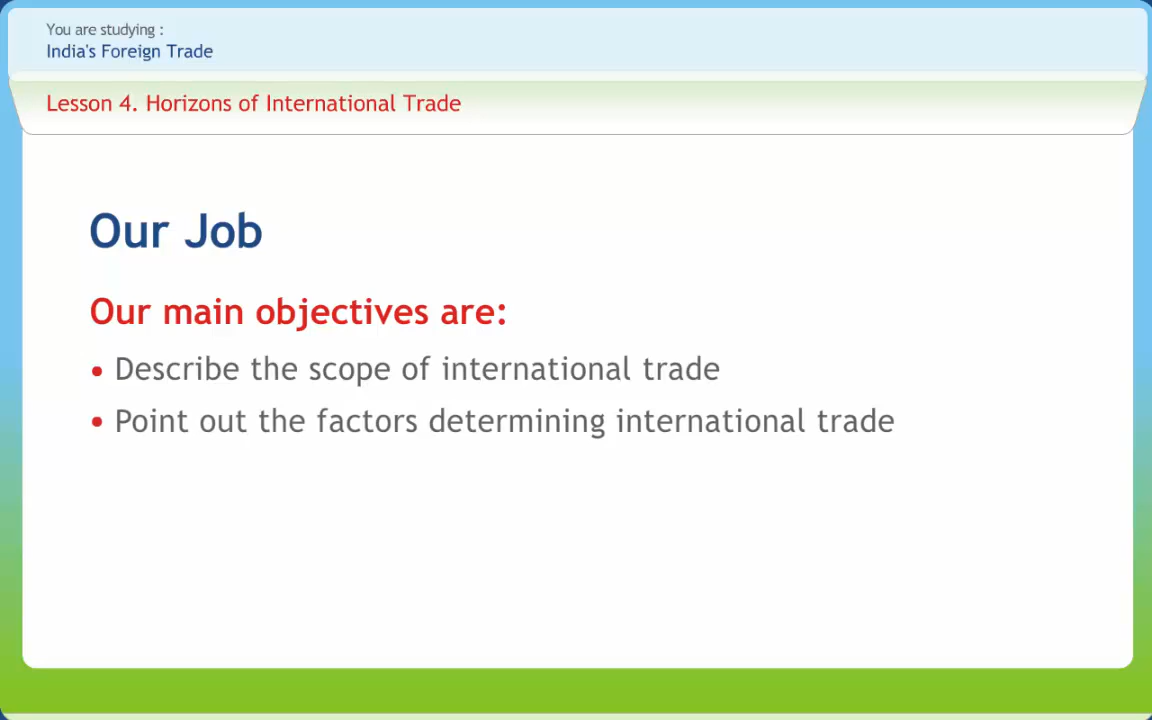 You are studying :
India's Foreign Trade
Lesson 4. Horizons of International Trade
Our Job
Our main objectives are:
• Describe the scope of international trade
• Point out the factors determining international trade